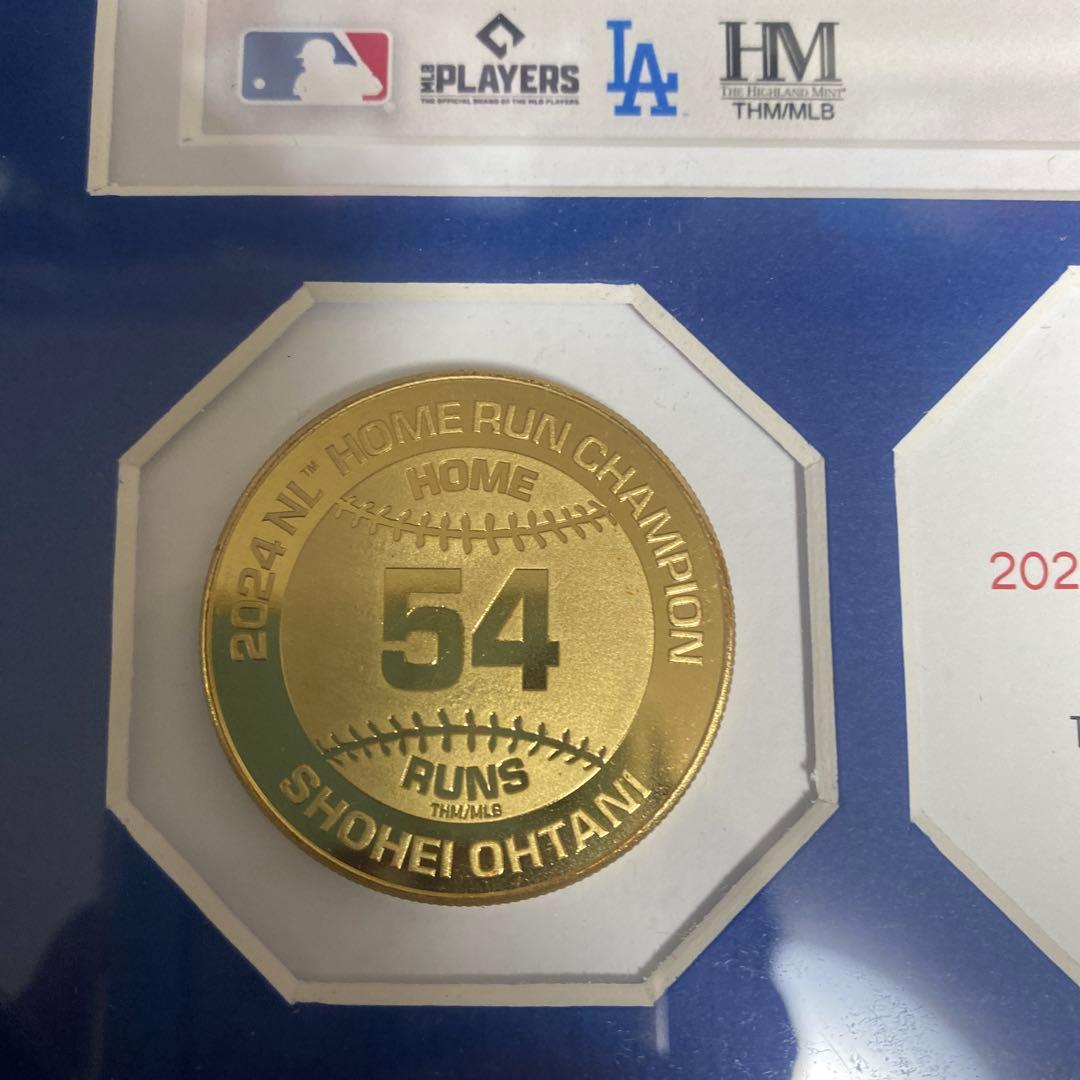 MLB PLAYERS
THE OFFICIAL BRAND OF THE MLB PLAYERS
LA
HM
THE HIGHLAND MINT
THM/MLB
2024 NL™ HOME RUN CHAMPION
HOME
54
RUNS
THM/MLB
SHOHEI OHTANI
202
T